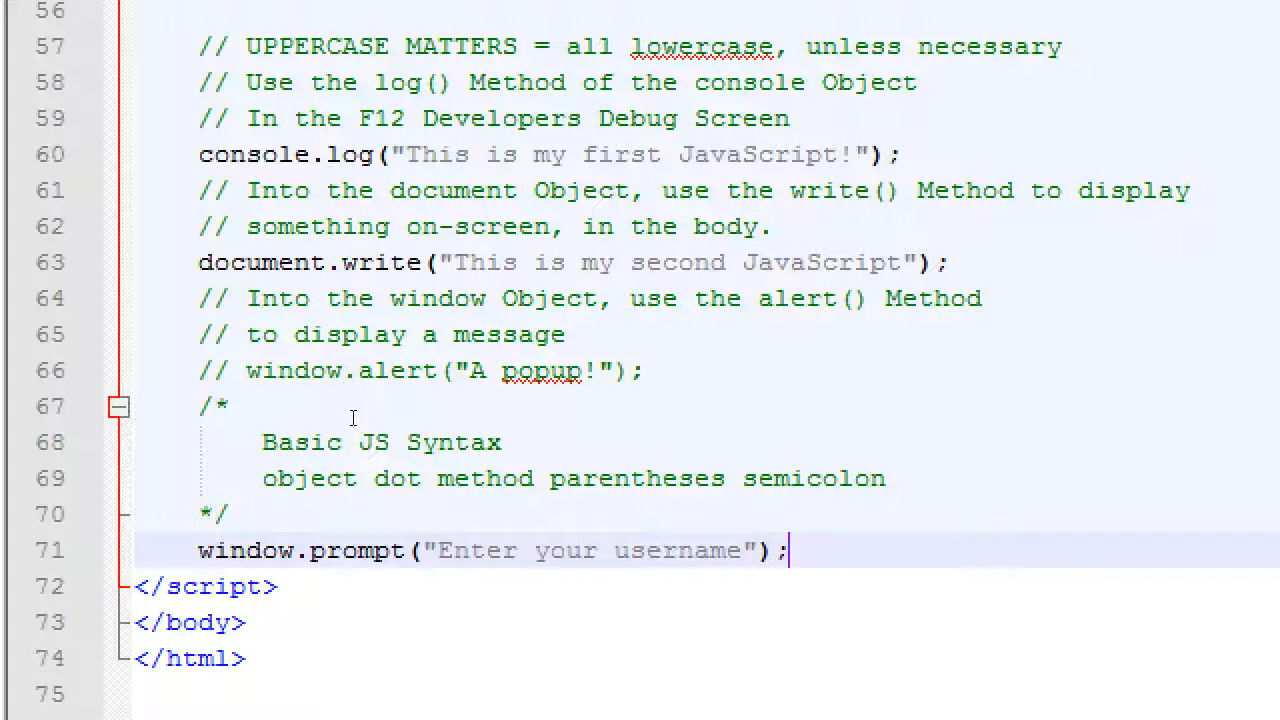 56
57 // UPPERCASE MATTERS = all lowercase, unless necessary
58 // Use the log() Method of the console Object
59 // In the F12 Developers Debug Screen
60 console.log("This is my first JavaScript!");
61 // Into the document Object, use the write() Method to display
62 // something on-screen, in the body.
63 document.write("This is my second JavaScript");
64 // Into the window Object, use the alert() Method
65 // to display a message
66 // window.alert("A popup!");
67 /*
68 Basic JS Syntax
69 object dot method parentheses semicolon
70 */
71 window.prompt("Enter your username");
72 </script>
73 </body>
74 </html>
75